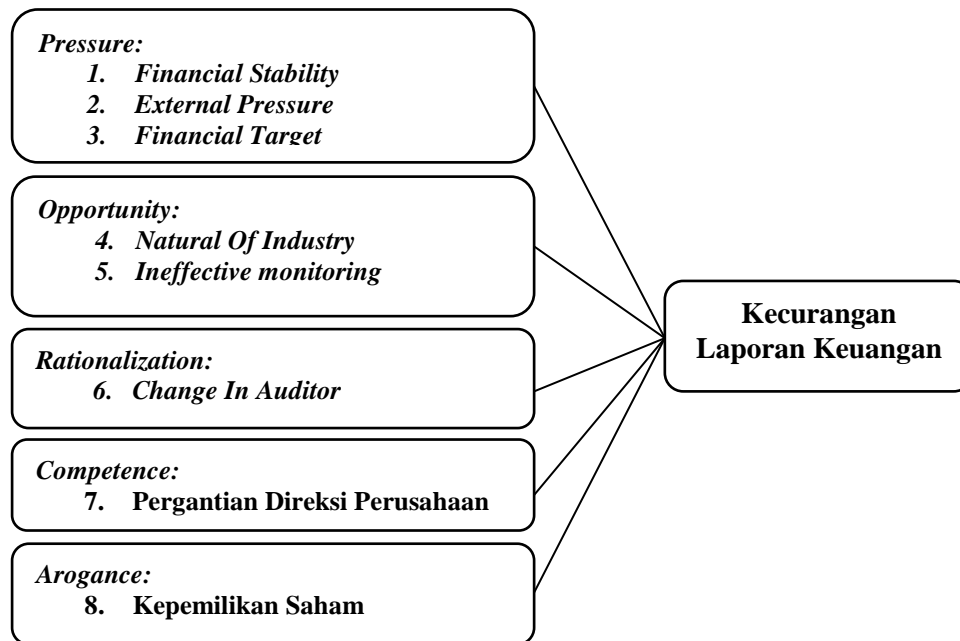 Pressure:
1. Financial Stability
2. External Pressure
3. Financial Target
Opportunity:
4. Natural Of Industry
5. Ineffective monitoring
Rationalization:
6. Change In Auditor
Competence:
7. Pergantian Direksi Perusahaan
Arogance:
8. Kepemilikan Saham
Kecurangan
Laporan Keuangan